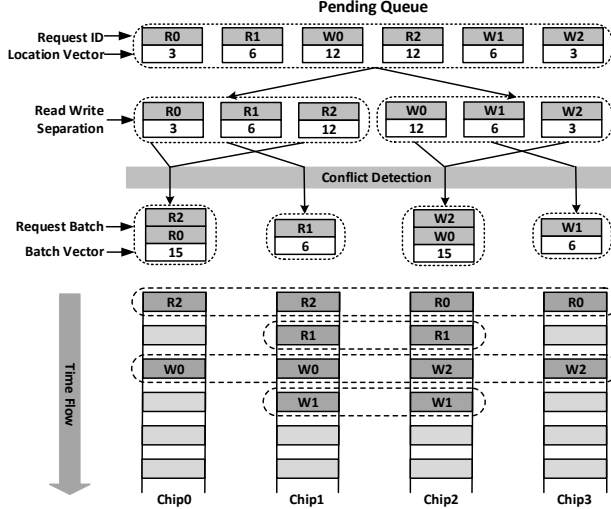 Pending Queue
Request ID R0 R1 W0 R2 W1 W2
Location Vector 3 6 12 12 6 3
Read Write Separation
R0 R1 R2 W0 W1 W2
3 6 12 12 6 3
Conflict Detection
Request Batch
R2 R1 W2 W1
R0 W0
Batch Vector 15 6 15 6
Time Flow
R2 R2 R0 R0
R1 R1
W0 W0 W2 W2
W1 W1
Chip0 Chip1 Chip2 Chip3